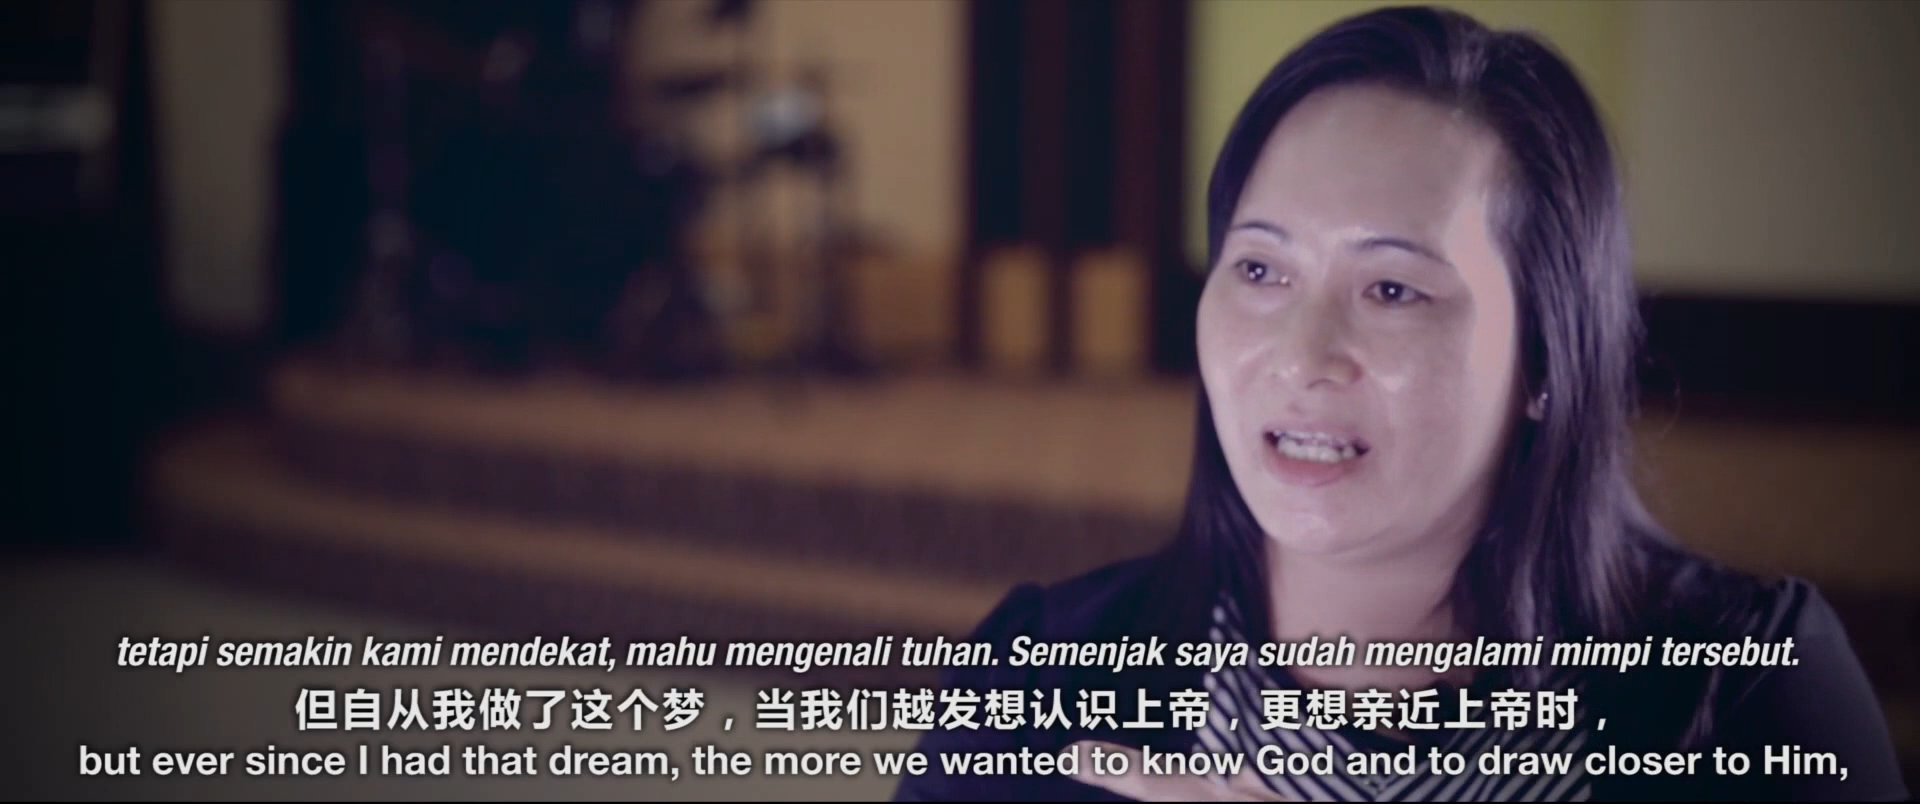 tetapi semakin kami mendekat, mahu mengenali tuhan. Semenjak saya sudah mengalami mimpi tersebut.
但自从我做了这个梦，当我们越发想认识上帝，更想亲近上帝时，
but ever since I had that dream, the more we wanted to know God and to draw closer to Him,